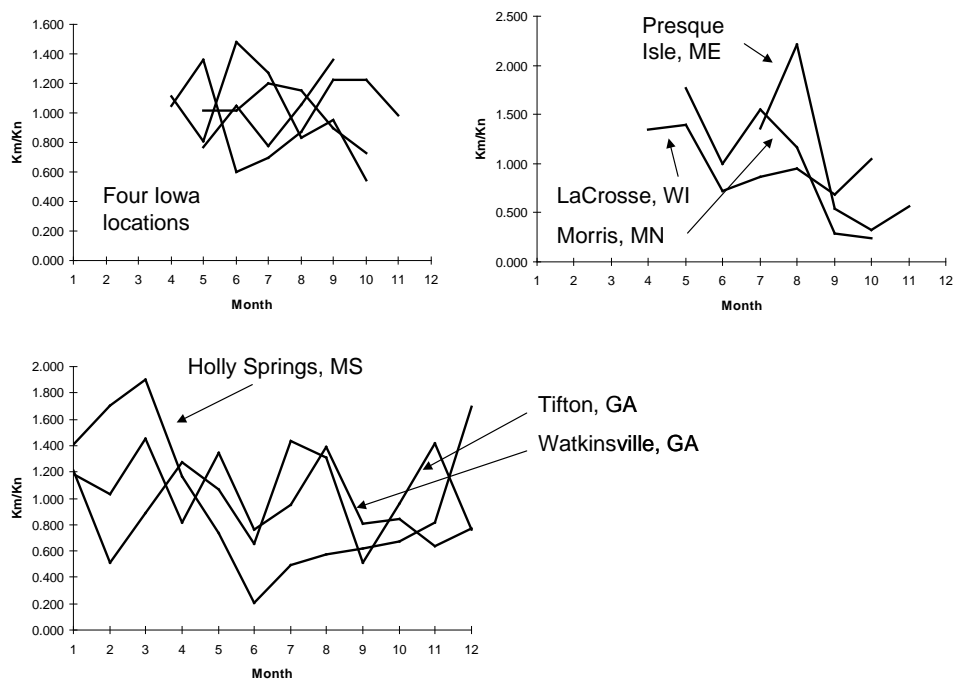 1.600
1.400
1.200
1.000
0.800
0.600
0.400
0.200
0.000
Km/Kn
Four Iowa
locations
1 2 3 4 5 6 7 8 9 10 11 12
Month
2.500
2.000
1.500
1.000
0.500
0.000
Km/Kn
Presque
Isle, ME
LaCrosse, WI
Morris, MN
1 2 3 4 5 6 7 8 9 10 11 12
Month
2.000
1.800
1.600
1.400
1.200
1.000
0.800
0.600
0.400
0.200
0.000
Km/Kn
Holly Springs, MS
Tifton, GA
Watkinsville, GA
1 2 3 4 5 6 7 8 9 10 11 12
Month